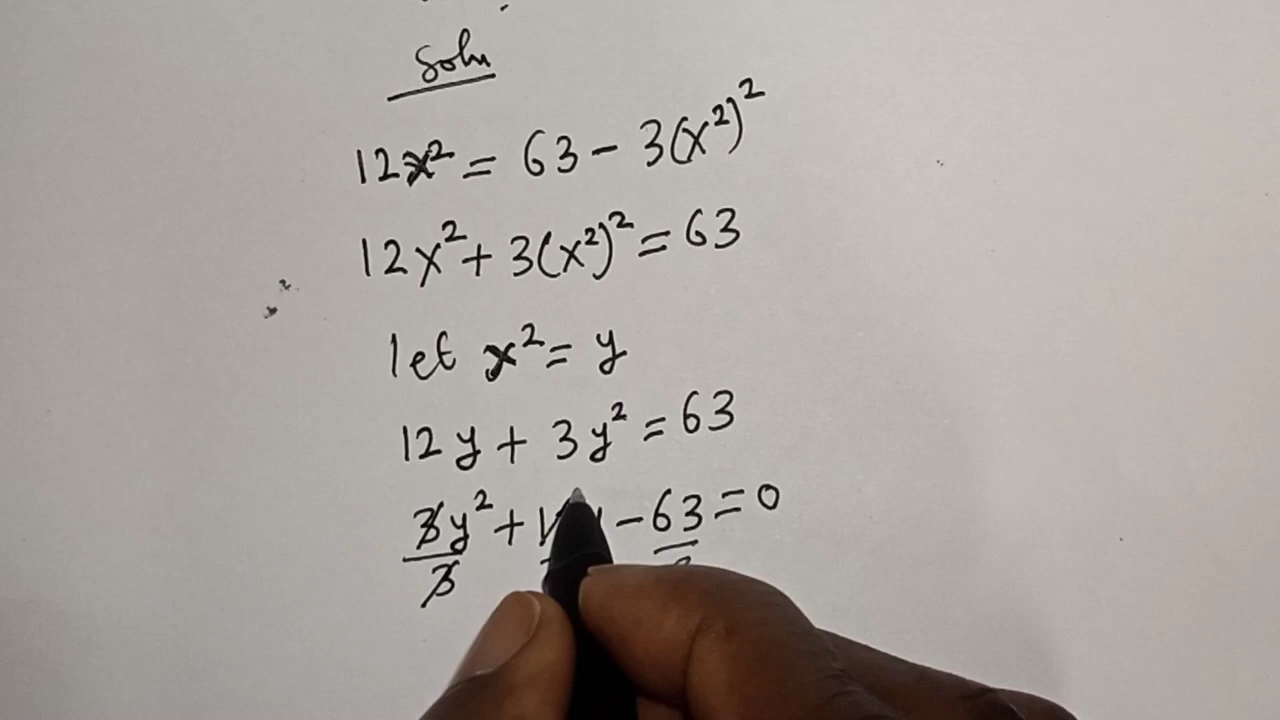 Soln
12x² = 63 - 3(x²)²
12x² + 3(x²)² = 63
let x² = y
12y + 3y² = 63
3y² + - 63 = 0
3